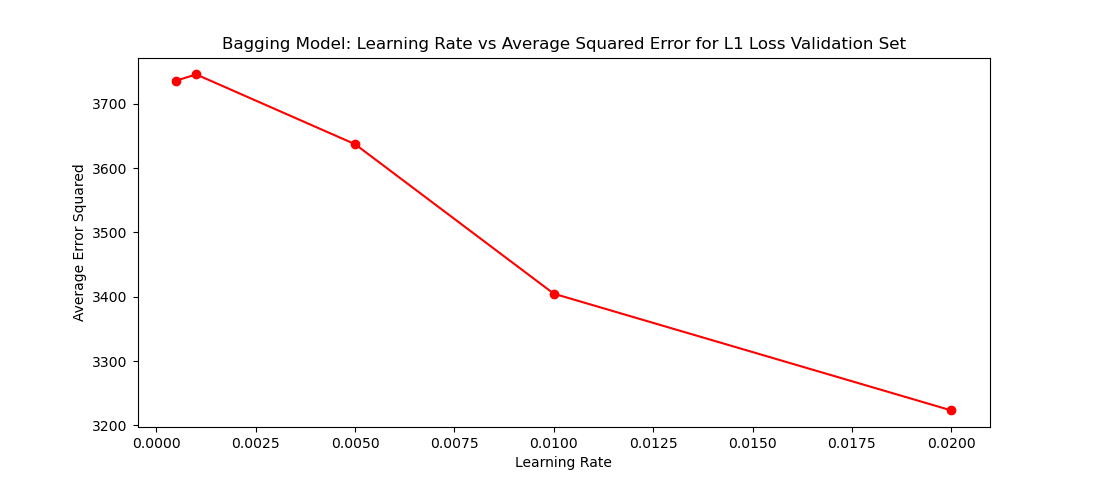 Bagging Model: Learning Rate vs Average Squared Error for L1 Loss Validation Set
Average Error Squared
3700
3600
3500
3400
3300
3200
0.0000 0.0025 0.0050 0.0075 0.0100 0.0125 0.0150 0.0175 0.0200
Learning Rate